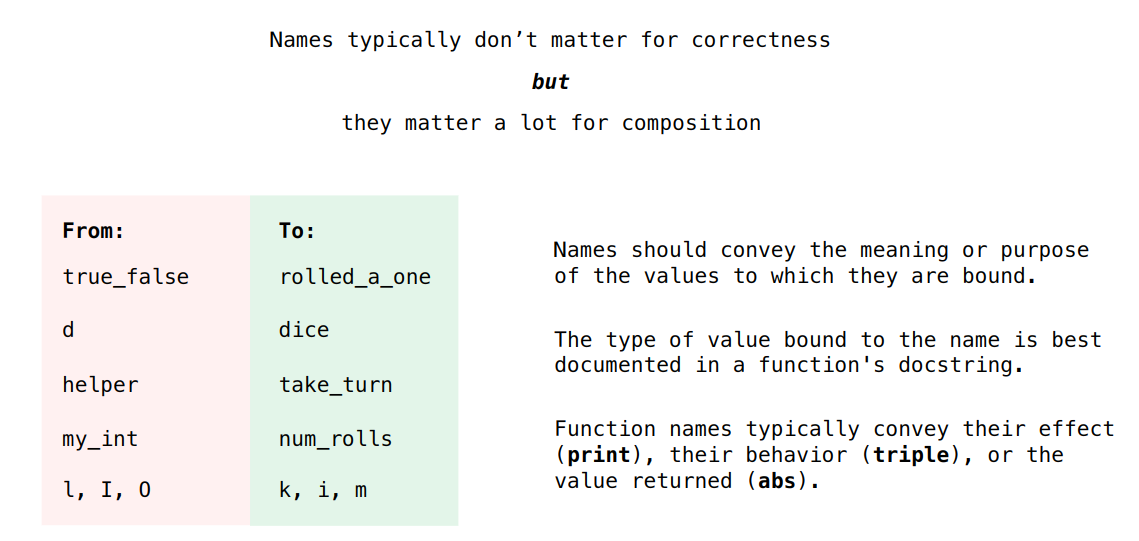 Names typically don’t matter for correctness
but
they matter a lot for composition
From: To:
true_false rolled_a_one
d dice
helper take_turn
my_int num_rolls
l, I, O k, i, m
Names should convey the meaning or purpose
of the values to which they are bound.
The type of value bound to the name is best
documented in a function's docstring.
Function names typically convey their effect
(print), their behavior (triple), or the
value returned (abs).